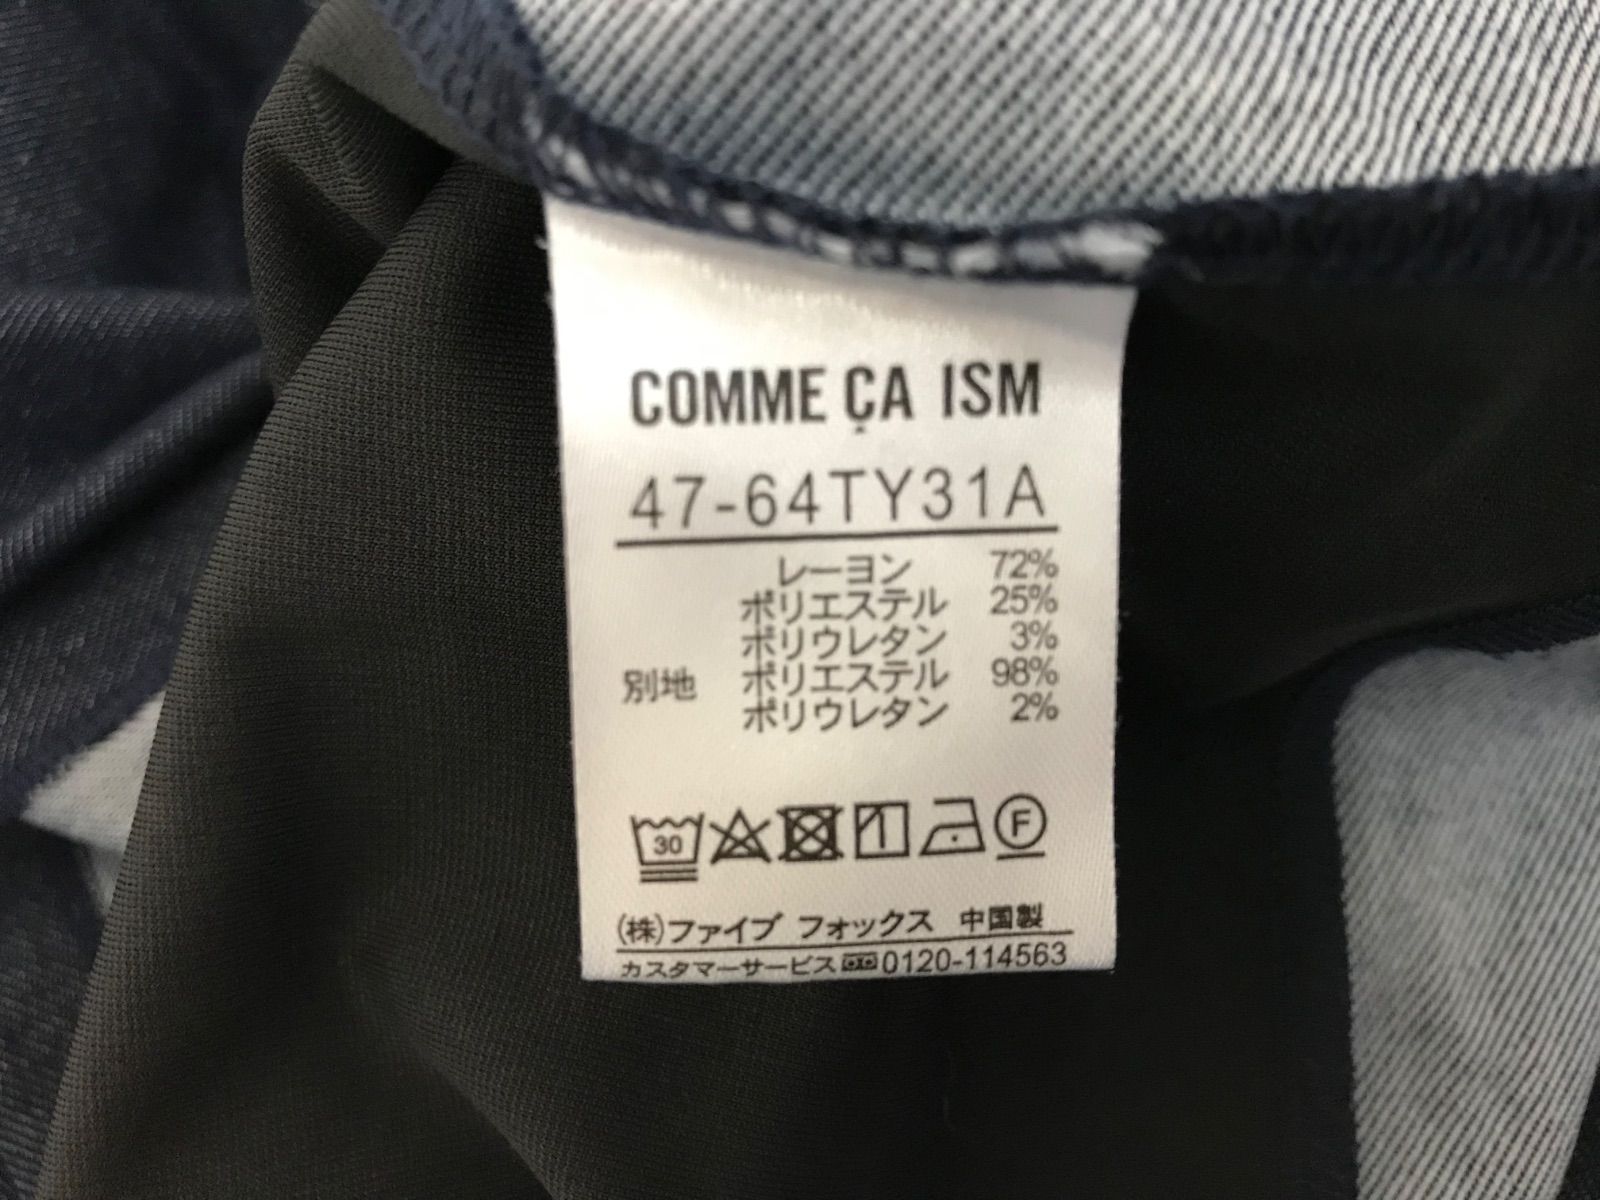 COMME ÇA ISM
47-64TY31A
レーヨン 72%
ポリエステル 25%
ポリウレタン 3%
別地 ポリエステル 98%
ポリウレタン 2%
30 F
(株)ファイブ フォックス 中国製
カスタマーサービス 0120-114563